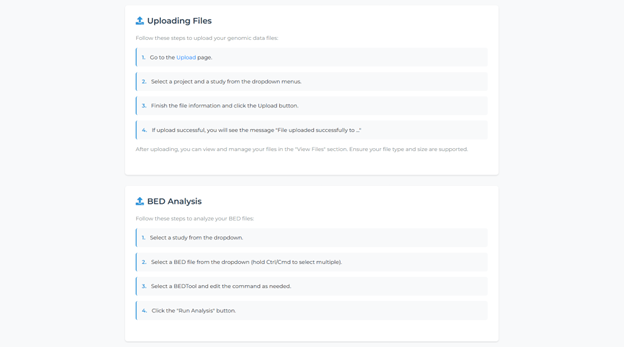 Uploading Files
Follow these steps to upload your genomic data files:
1. Go to the Upload page.
2. Select a project and a study from the dropdown menus.
3. Finish the file information and click the Upload button.
4. If upload successful, you will see the message "File uploaded successfully to ..."
After uploading, you can view and manage your files in the "View Files" section. Ensure your file type and size are supported.
BED Analysis
Follow these steps to analyze your BED files:
1. Select a study from the dropdown.
2. Select a BED file from the dropdown (hold Ctrl/Cmd to select multiple).
3. Select a BEDTool and edit the command as needed.
4. Click the "Run Analysis" button.